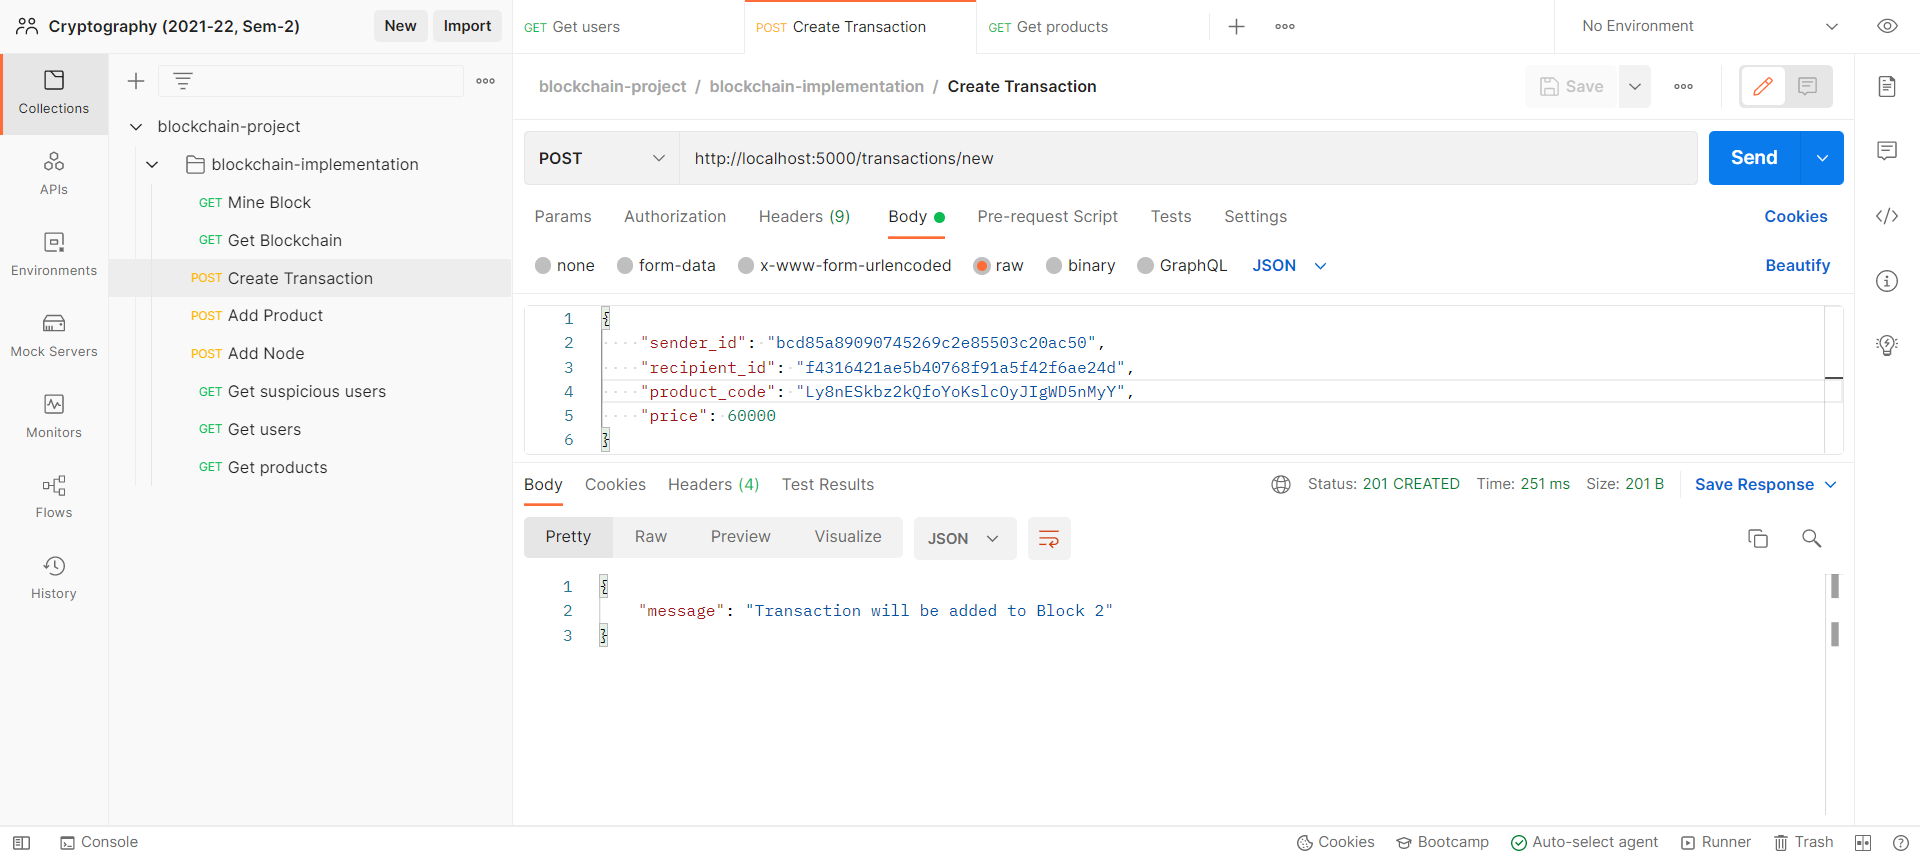 Cryptography (2021-22, Sem-2)
New
Import
GET Get users
POST Create Transaction
GET Get products
No Environment
Collections
APIs
Environments
Mock Servers
Monitors
Flows
History
blockchain-project
blockchain-implementation
GET Mine Block
GET Get Blockchain
POST Create Transaction
POST Add Product
POST Add Node
GET Get suspicious users
GET Get users
GET Get products
blockchain-project / blockchain-implementation / Create Transaction
Save
POST
http://localhost:5000/transactions/new
Send
Params Authorization Headers (9) Body Pre-request Script Tests Settings
Cookies
none form-data x-www-form-urlencoded raw binary GraphQL JSON
Beautify
1 {
2 "sender_id": "bcd85a89090745269c2e85503c20ac50",
3 "recipient_id": "f4316421ae5b40768f91a5f42f6ae24d",
4 "product_code": "Ly8nESkbz2kQfoYoKslcOyJIgWD5nMyY",
5 "price": 60000
6 }
Body Cookies Headers (4) Test Results
Status: 201 CREATED Time: 251 ms Size: 201 B
Save Response
Pretty Raw Preview Visualize
JSON
1 {
2 "message": "Transaction will be added to Block 2"
3 }
Console
Cookies
Bootcamp
Auto-select agent
Runner
Trash